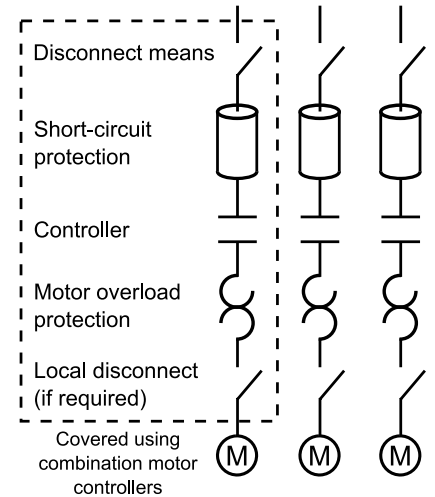 Disconnect means
Short-circuit
protection
Controller
Motor overload
protection
Local disconnect
(if required)
Covered using
combination motor
controllers
M M M